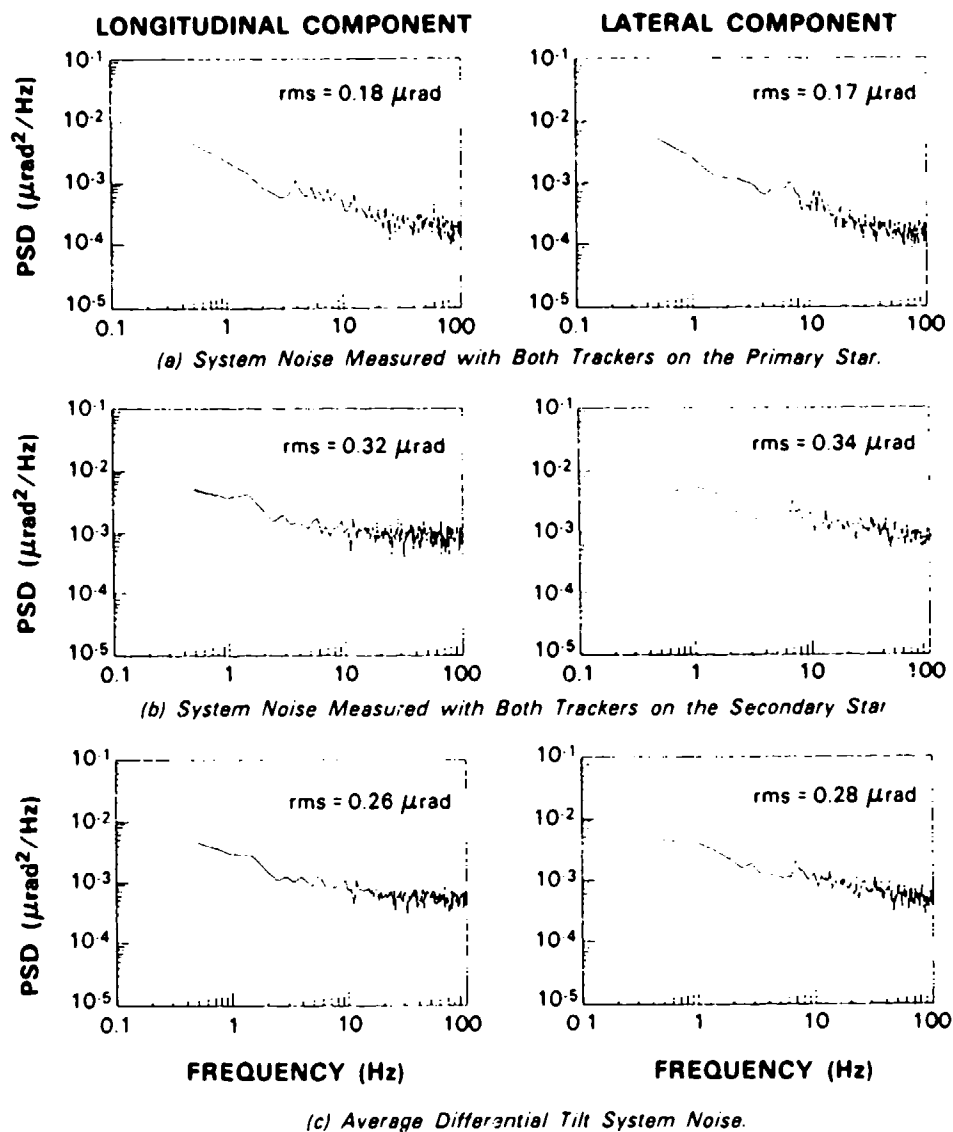 LONGITUDINAL COMPONENT
LATERAL COMPONENT
PSD (μrad²/Hz)
10⁻¹
10⁻²
10⁻³
10⁻⁴
10⁻⁵
rms = 0.18 μrad
0.1 1 10 100
10⁻¹
10⁻²
10⁻³
10⁻⁴
10⁻⁵
rms = 0.17 μrad
0.1 1 10 100
(a) System Noise Measured with Both Trackers on the Primary Star.
PSD (μrad²/Hz)
10⁻¹
10⁻²
10⁻³
10⁻⁴
10⁻⁵
rms = 0.32 μrad
0.1 1 10 100
10⁻¹
10⁻²
10⁻³
10⁻⁴
10⁻⁵
rms = 0.34 μrad
0.1 1 10 100
(b) System Noise Measured with Both Trackers on the Secondary Star
PSD (μrad²/Hz)
10⁻¹
10⁻²
10⁻³
10⁻⁴
10⁻⁵
rms = 0.26 μrad
0.1 1 10 100
FREQUENCY (Hz)
10⁻¹
10⁻²
10⁻³
10⁻⁴
10⁻⁵
rms = 0.28 μrad
0.1 1 10 100
FREQUENCY (Hz)
(c) Average Differential Tilt System Noise.